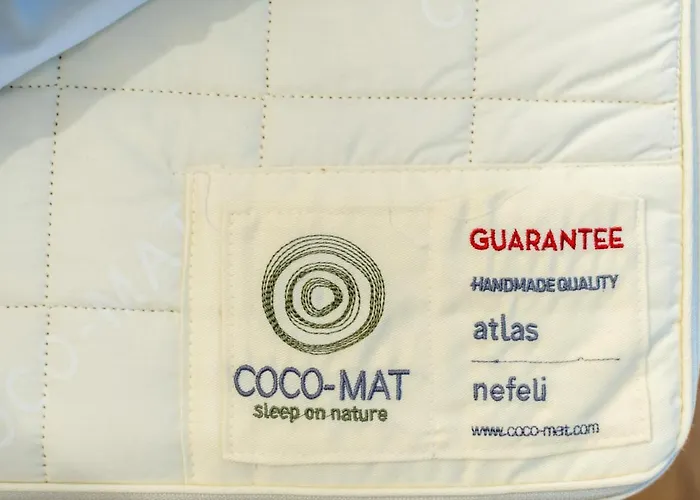 COCO-MAT
sleep on nature
GUARANTEE
HANDMADE QUALITY
atlas
nefeli
www.coco-mat.com